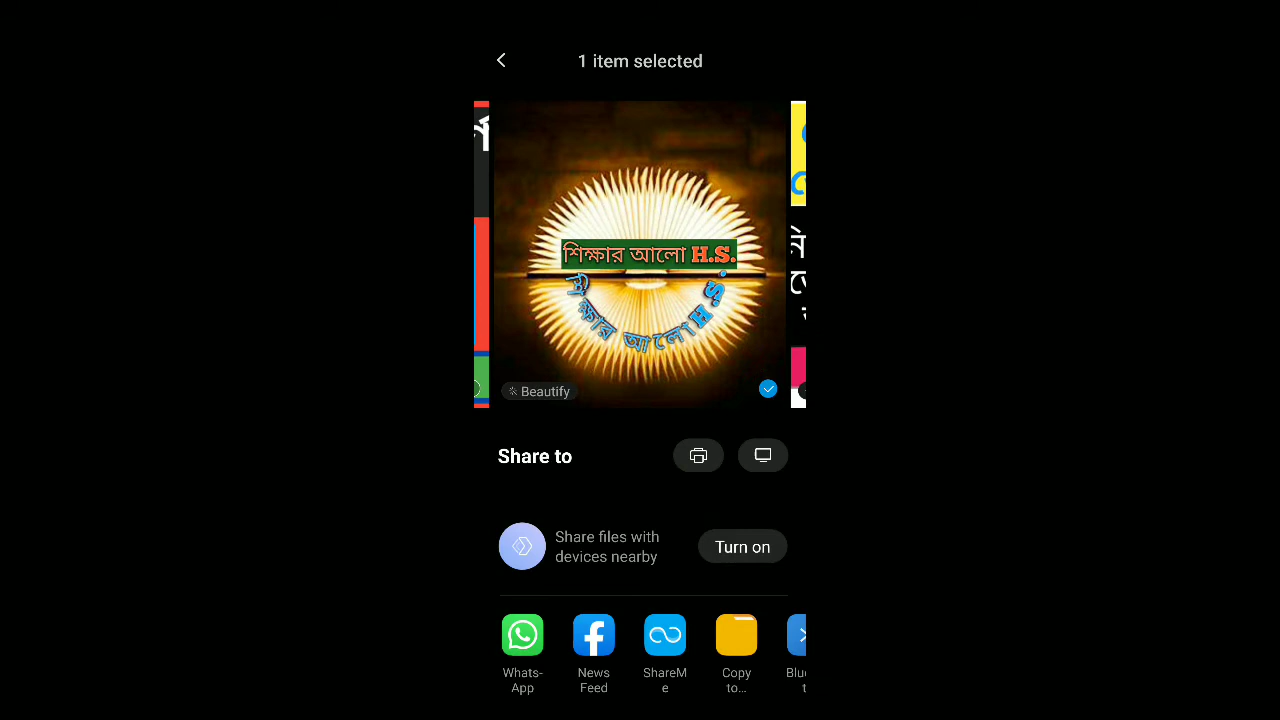 1 item selected
শিক্ষার আলো H.S.
শিক্ষার আলো H.S.
Beautify
Share to
Share files with
devices nearby
Turn on
Whats-
App
News
Feed
ShareM
e
Copy
to...